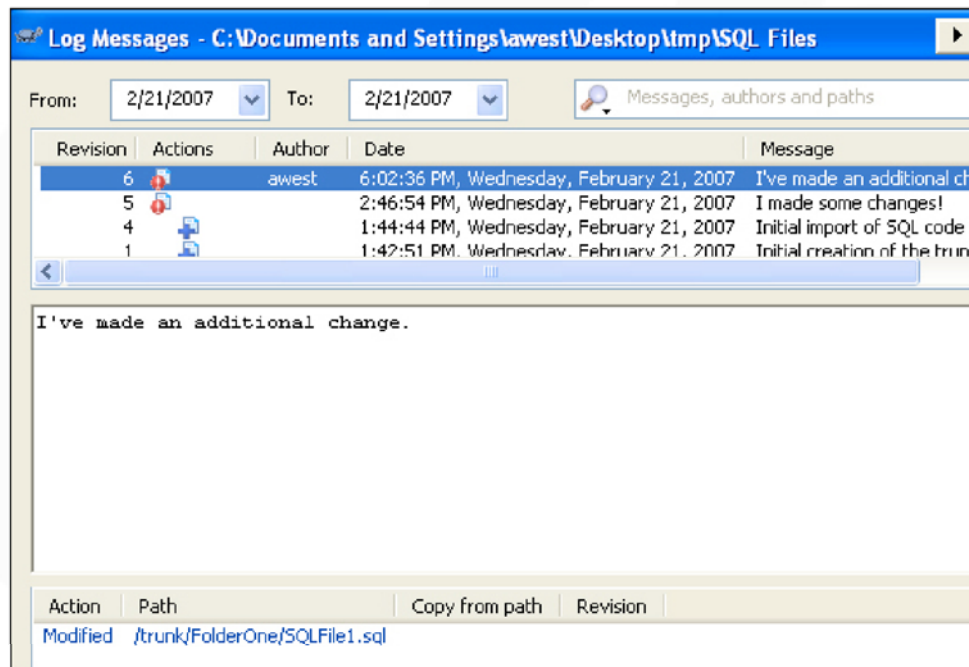 Log Messages - C:\Documents and Settings\awest\Desktop\tmp\SQL Files
From: 2/21/2007 To: 2/21/2007 Messages, authors and paths
Revision Actions Author Date Message
6 awest 6:02:36 PM, Wednesday, February 21, 2007 I've made an additional ch
5 2:46:54 PM, Wednesday, February 21, 2007 I made some changes!
4 1:44:44 PM, Wednesday, February 21, 2007 Initial import of SQL code
1 1:42:51 PM, Wednesday, February 21, 2007 Initial creation of the trun
I've made an additional change.
Action Path Copy from path Revision
Modified /trunk/FolderOne/SQLFile1.sql